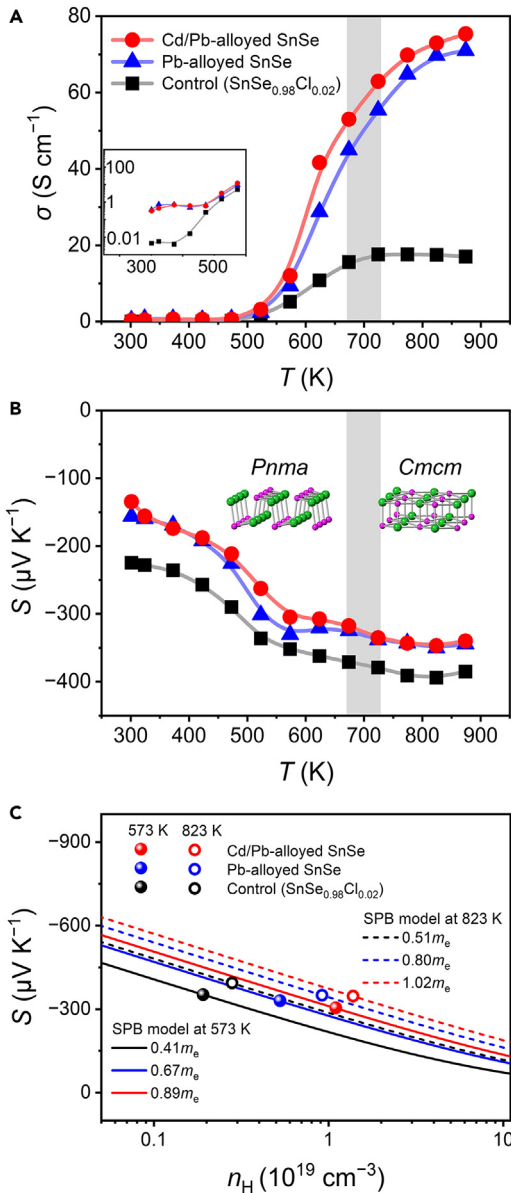 A
80
60
40
20
0
σ (S cm⁻¹)
Cd/Pb-alloyed SnSe
Pb-alloyed SnSe
Control (SnSe₀.₉₈Cl₀.₀₂)
100
1
0.01
300 500
300 400 500 600 700 800 900
T (K)
B
0
−100
−200
−300
−400
S (μV K⁻¹)
Pnma Cmcm
300 400 500 600 700 800 900
T (K)
C
−900
−600
−300
0
S (μV K⁻¹)
573 K 823 K
Cd/Pb-alloyed SnSe
Pb-alloyed SnSe
Control (SnSe₀.₉₈Cl₀.₀₂)
SPB model at 823 K
0.51mₑ
0.80mₑ
1.02mₑ
SPB model at 573 K
0.41mₑ
0.67mₑ
0.89mₑ
0.1 1 10
n_H (10¹⁹ cm⁻³)